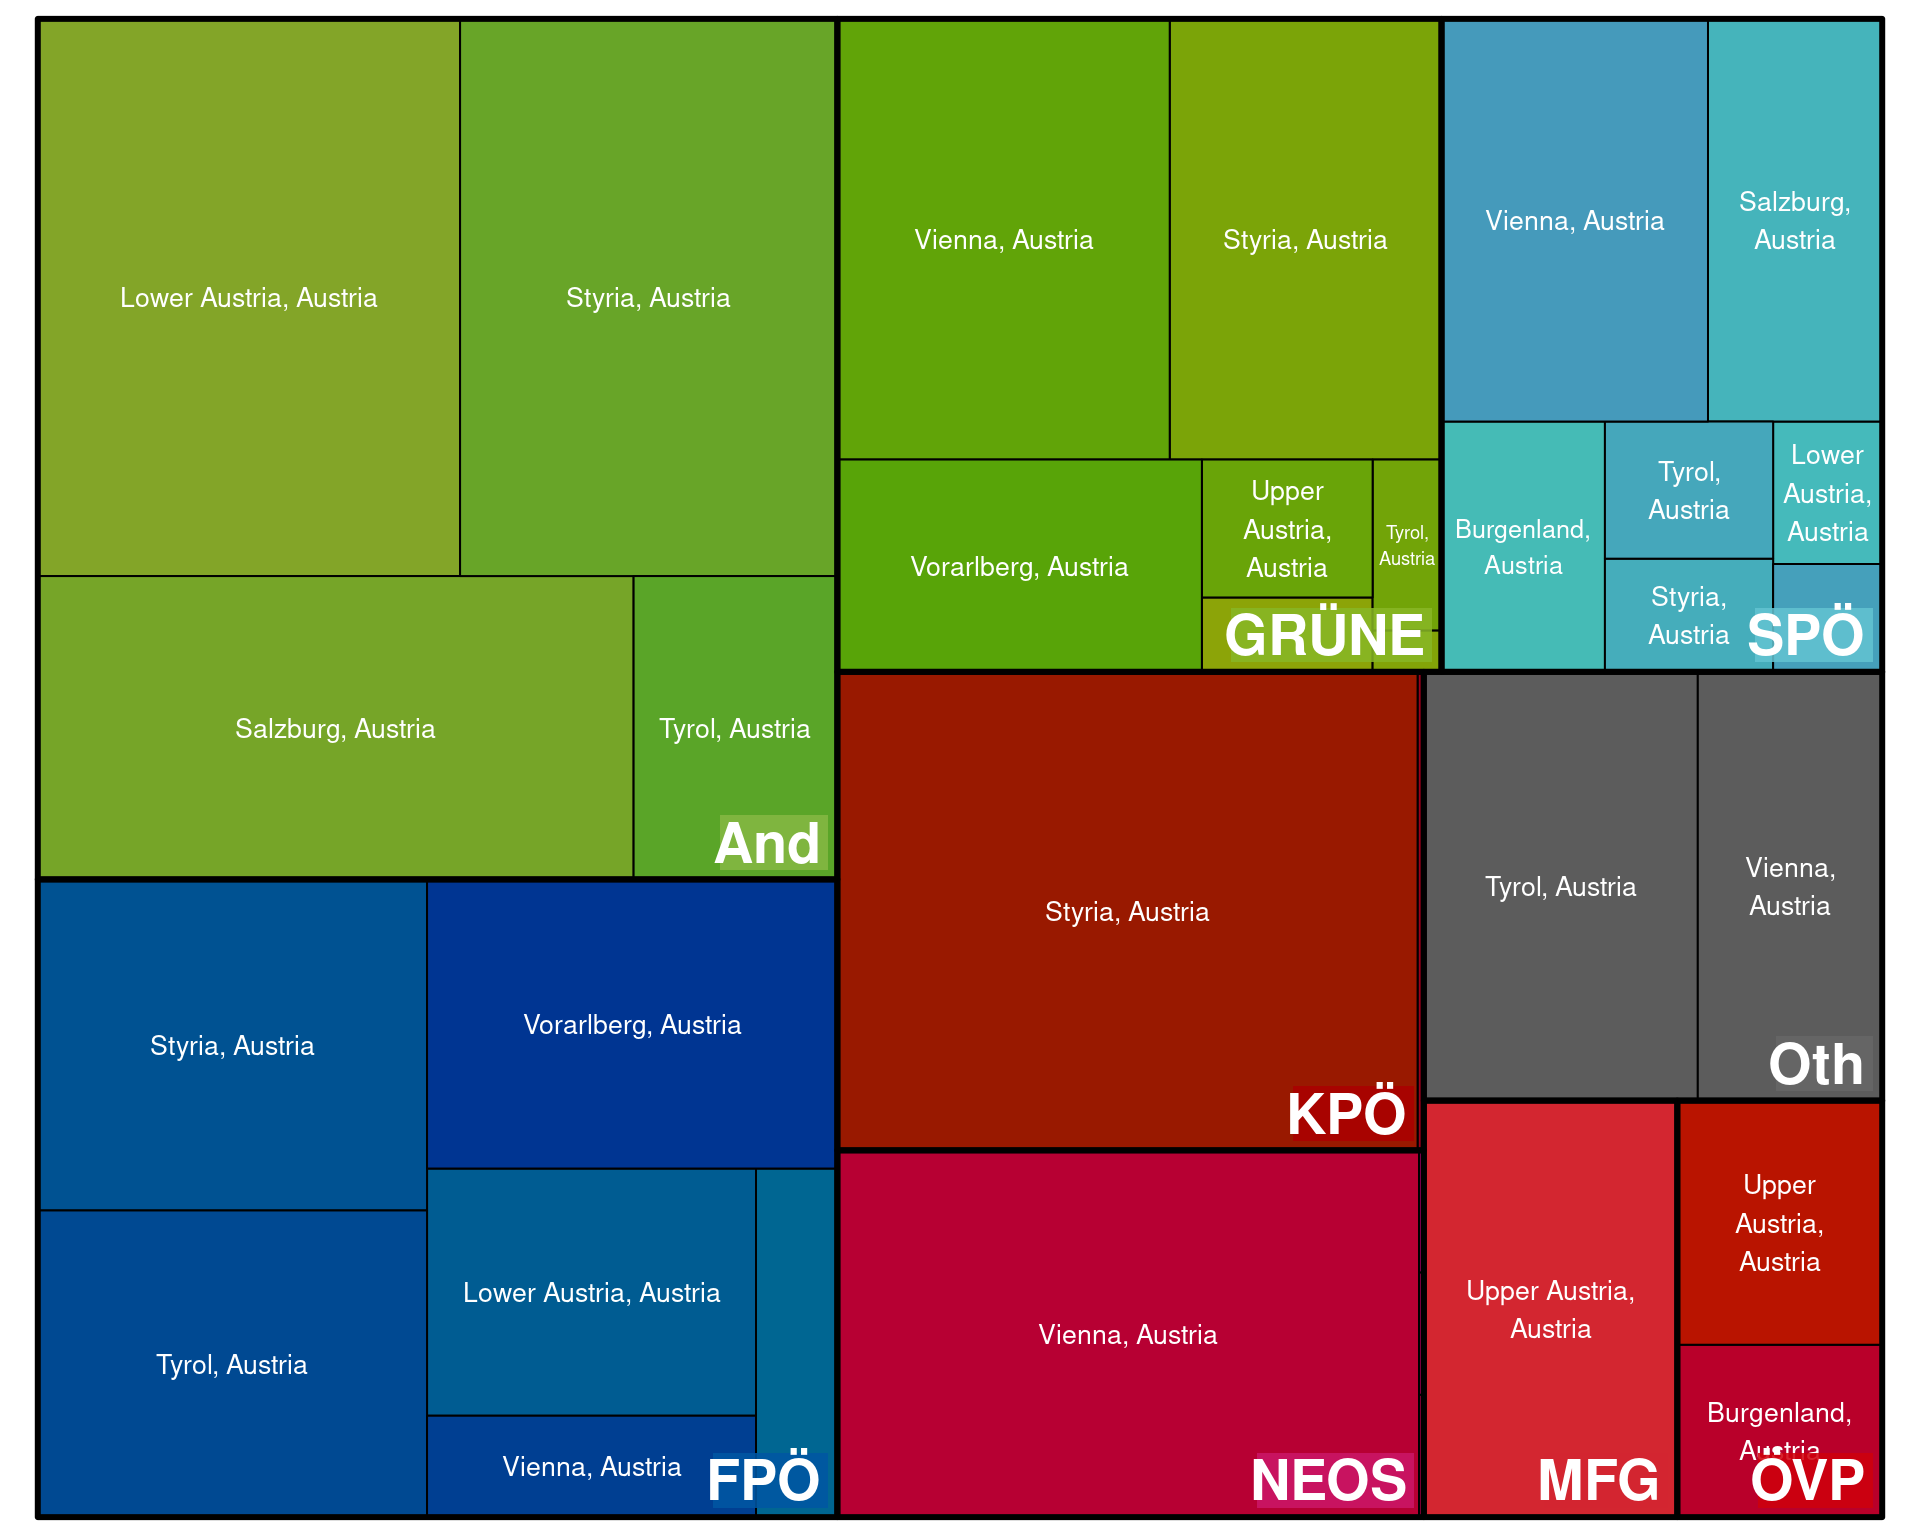 Lower Austria, Austria
Styria, Austria
Salzburg, Austria
Tyrol, Austria
And
Styria, Austria
Vorarlberg, Austria
Tyrol, Austria
Lower Austria, Austria
Vienna, Austria
FPÖ
Vienna, Austria
Styria, Austria
Vorarlberg, Austria
Upper
Austria,
Austria
Tyrol,
Austria
GRÜNE
Vienna, Austria
Salzburg,
Austria
Burgenland,
Austria
Tyrol,
Austria
Lower
Austria,
Austria
Styria,
Austria
SPÖ
Styria, Austria
KPÖ
Tyrol, Austria
Vienna,
Austria
Oth
Vienna, Austria
NEOS
Upper Austria,
Austria
MFG
Upper
Austria,
Austria
Burgenland,
Austria
ÖVP